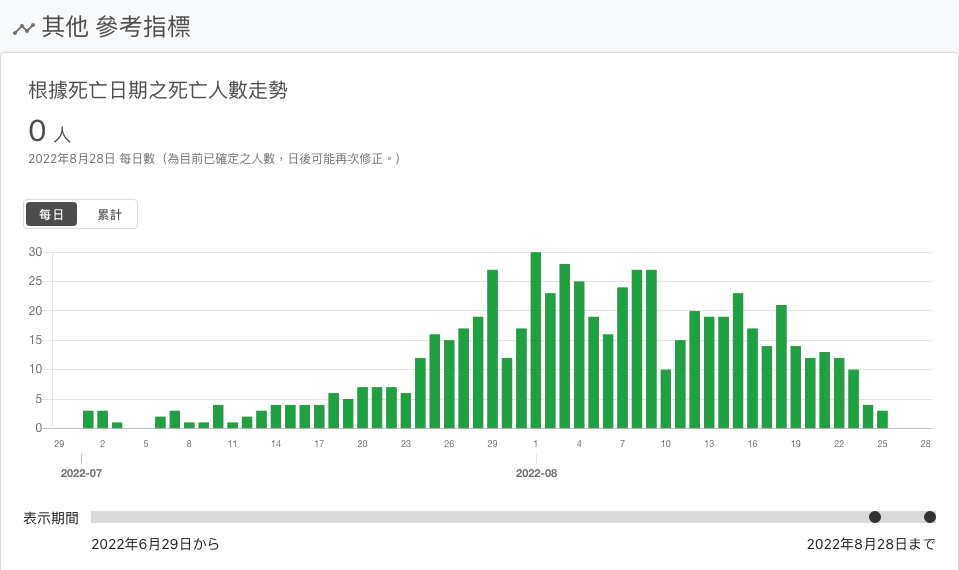 其他 參考指標
根據死亡日期之死亡人數走勢
0 人
2022年8月28日 每日數（為目前已確定之人數，日後可能再次修正。）
每日 累計
30
25
20
15
10
5
0
29 2 5 8 11 14 17 20 23 26 29 1 4 7 10 13 16 19 22 25 28
2022-07 2022-08
表示期間
2022年6月29日から 2022年8月28日まで